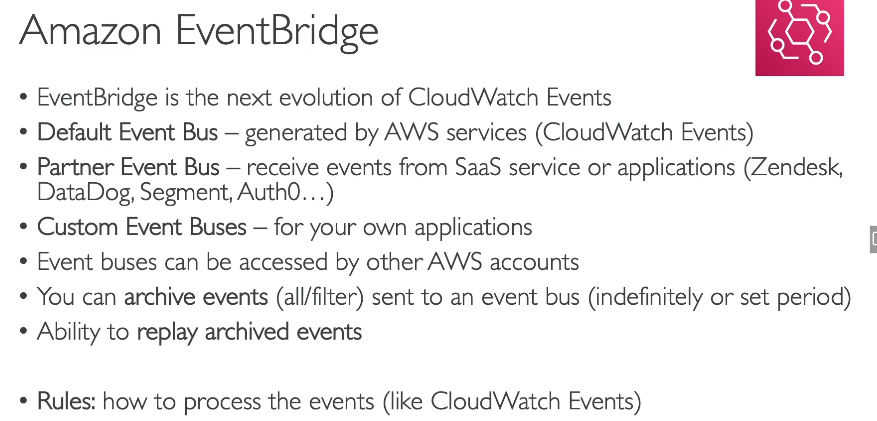 Amazon EventBridge
• EventBridge is the next evolution of CloudWatch Events
• Default Event Bus – generated by AWS services (CloudWatch Events)
• Partner Event Bus – receive events from SaaS service or applications (Zendesk,
DataDog, Segment, Auth0…)
• Custom Event Buses – for your own applications
• Event buses can be accessed by other AWS accounts
• You can archive events (all/filter) sent to an event bus (indefinitely or set period)
• Ability to replay archived events
• Rules: how to process the events (like CloudWatch Events)